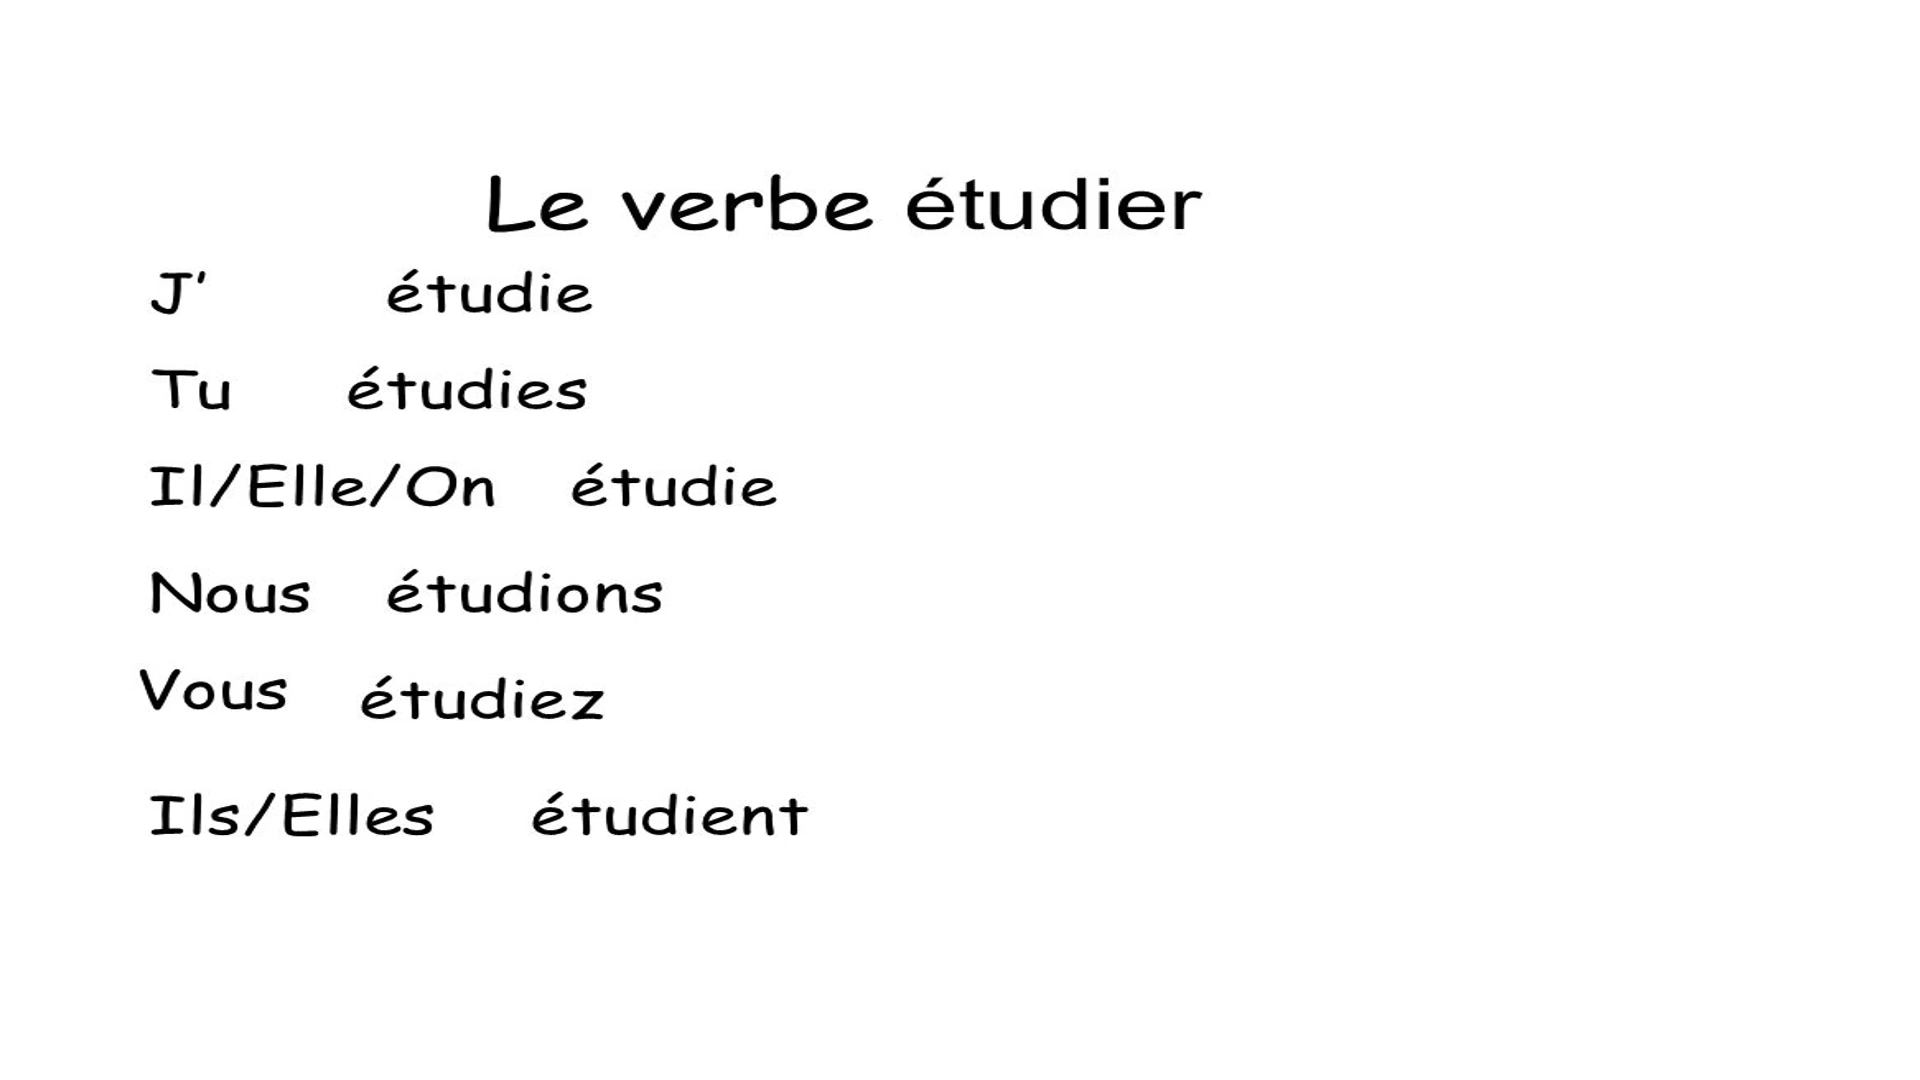 Le verbe étudier
J' étudie
Tu étudies
Il/Elle/On étudie
Nous étudions
Vous étudiez
Ils/Elles étudient